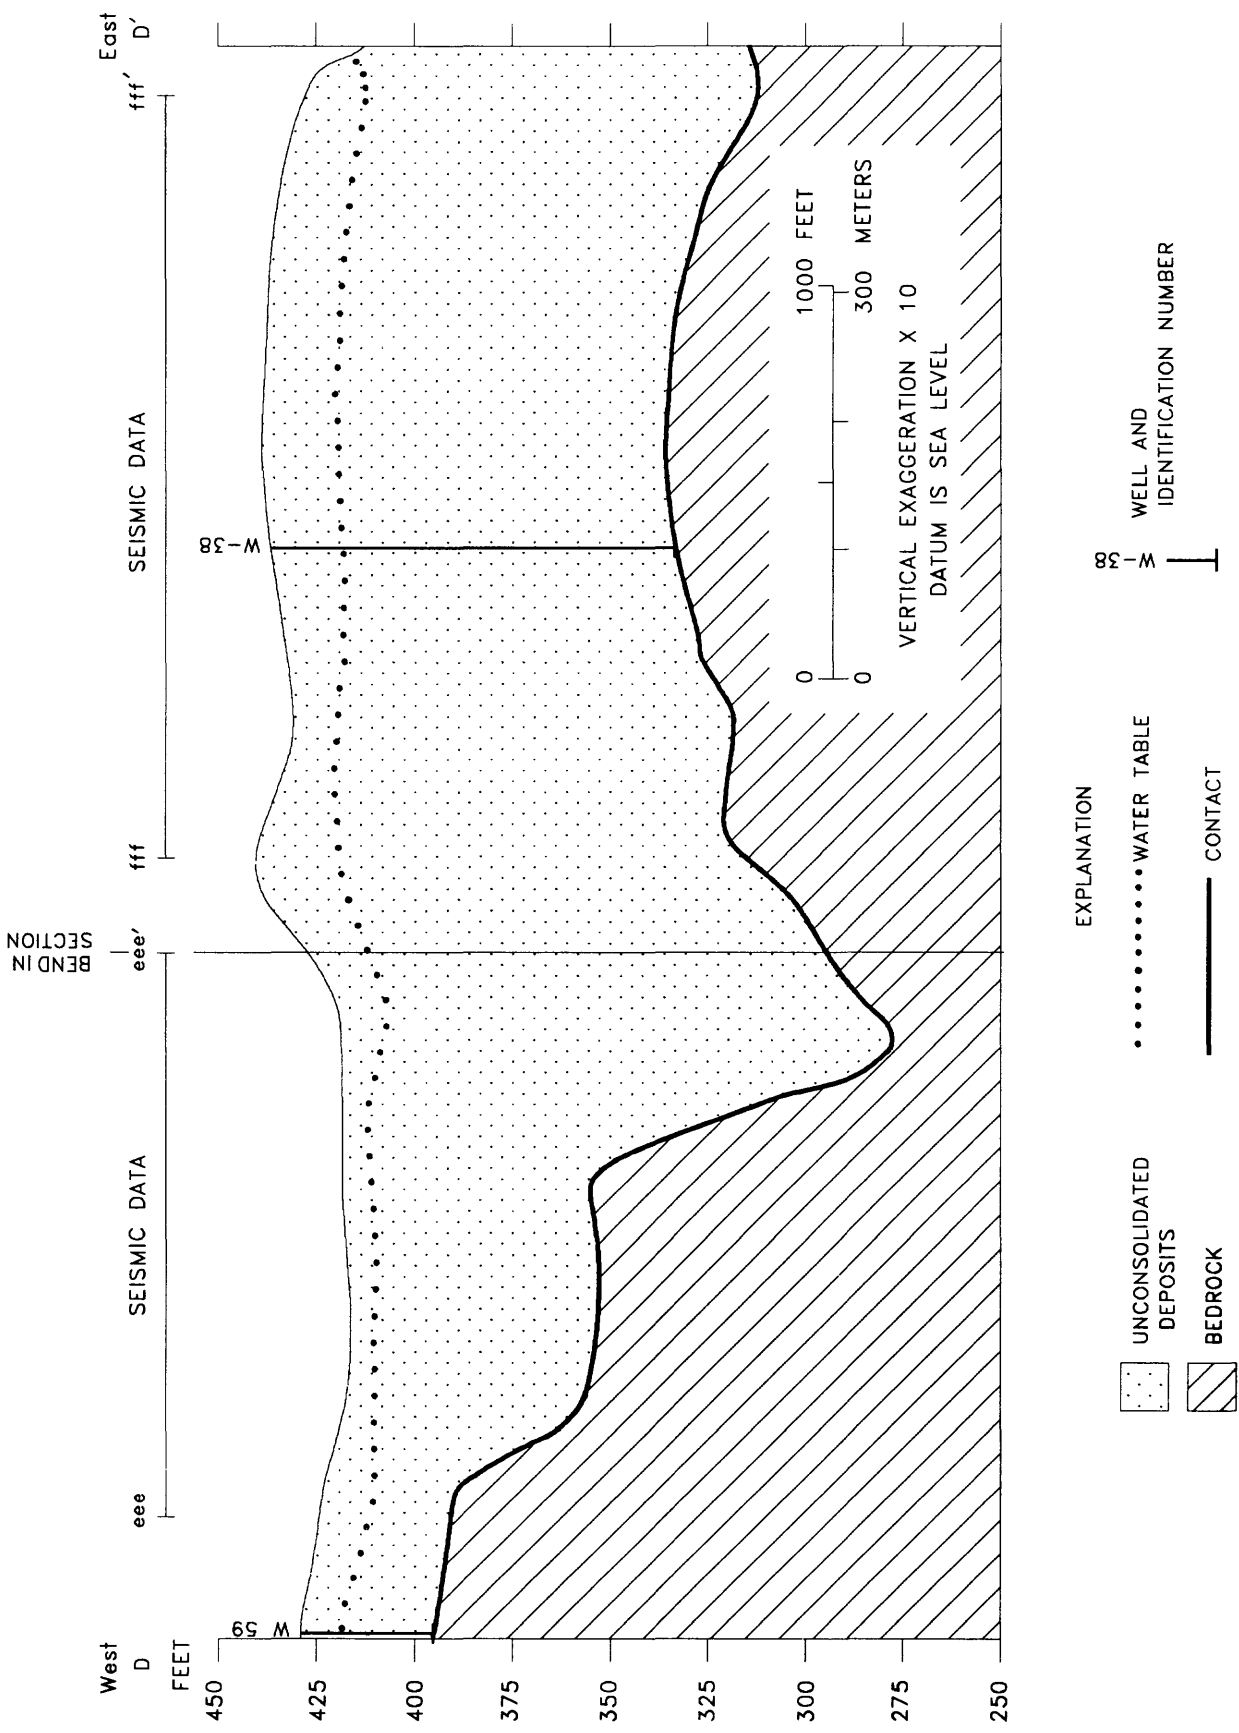 West
D
FEET
eee
SEISMIC DATA
BEND IN
SECTION
eee'
fff
SEISMIC DATA
fff'
East
D'
W 59
W-38
450
425
400
375
350
325
300
275
250
0 1000 FEET
0 300 METERS
VERTICAL EXAGGERATION X 10
DATUM IS SEA LEVEL
EXPLANATION
UNCONSOLIDATED
DEPOSITS
BEDROCK
WATER TABLE
CONTACT
W-38
WELL AND
IDENTIFICATION NUMBER